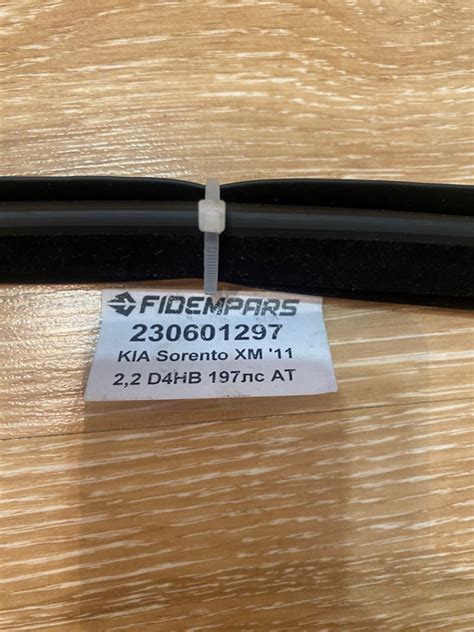 FIDEMPARS
230601297
KIA Sorento XM '11
2,2 D4HB 197лс AT